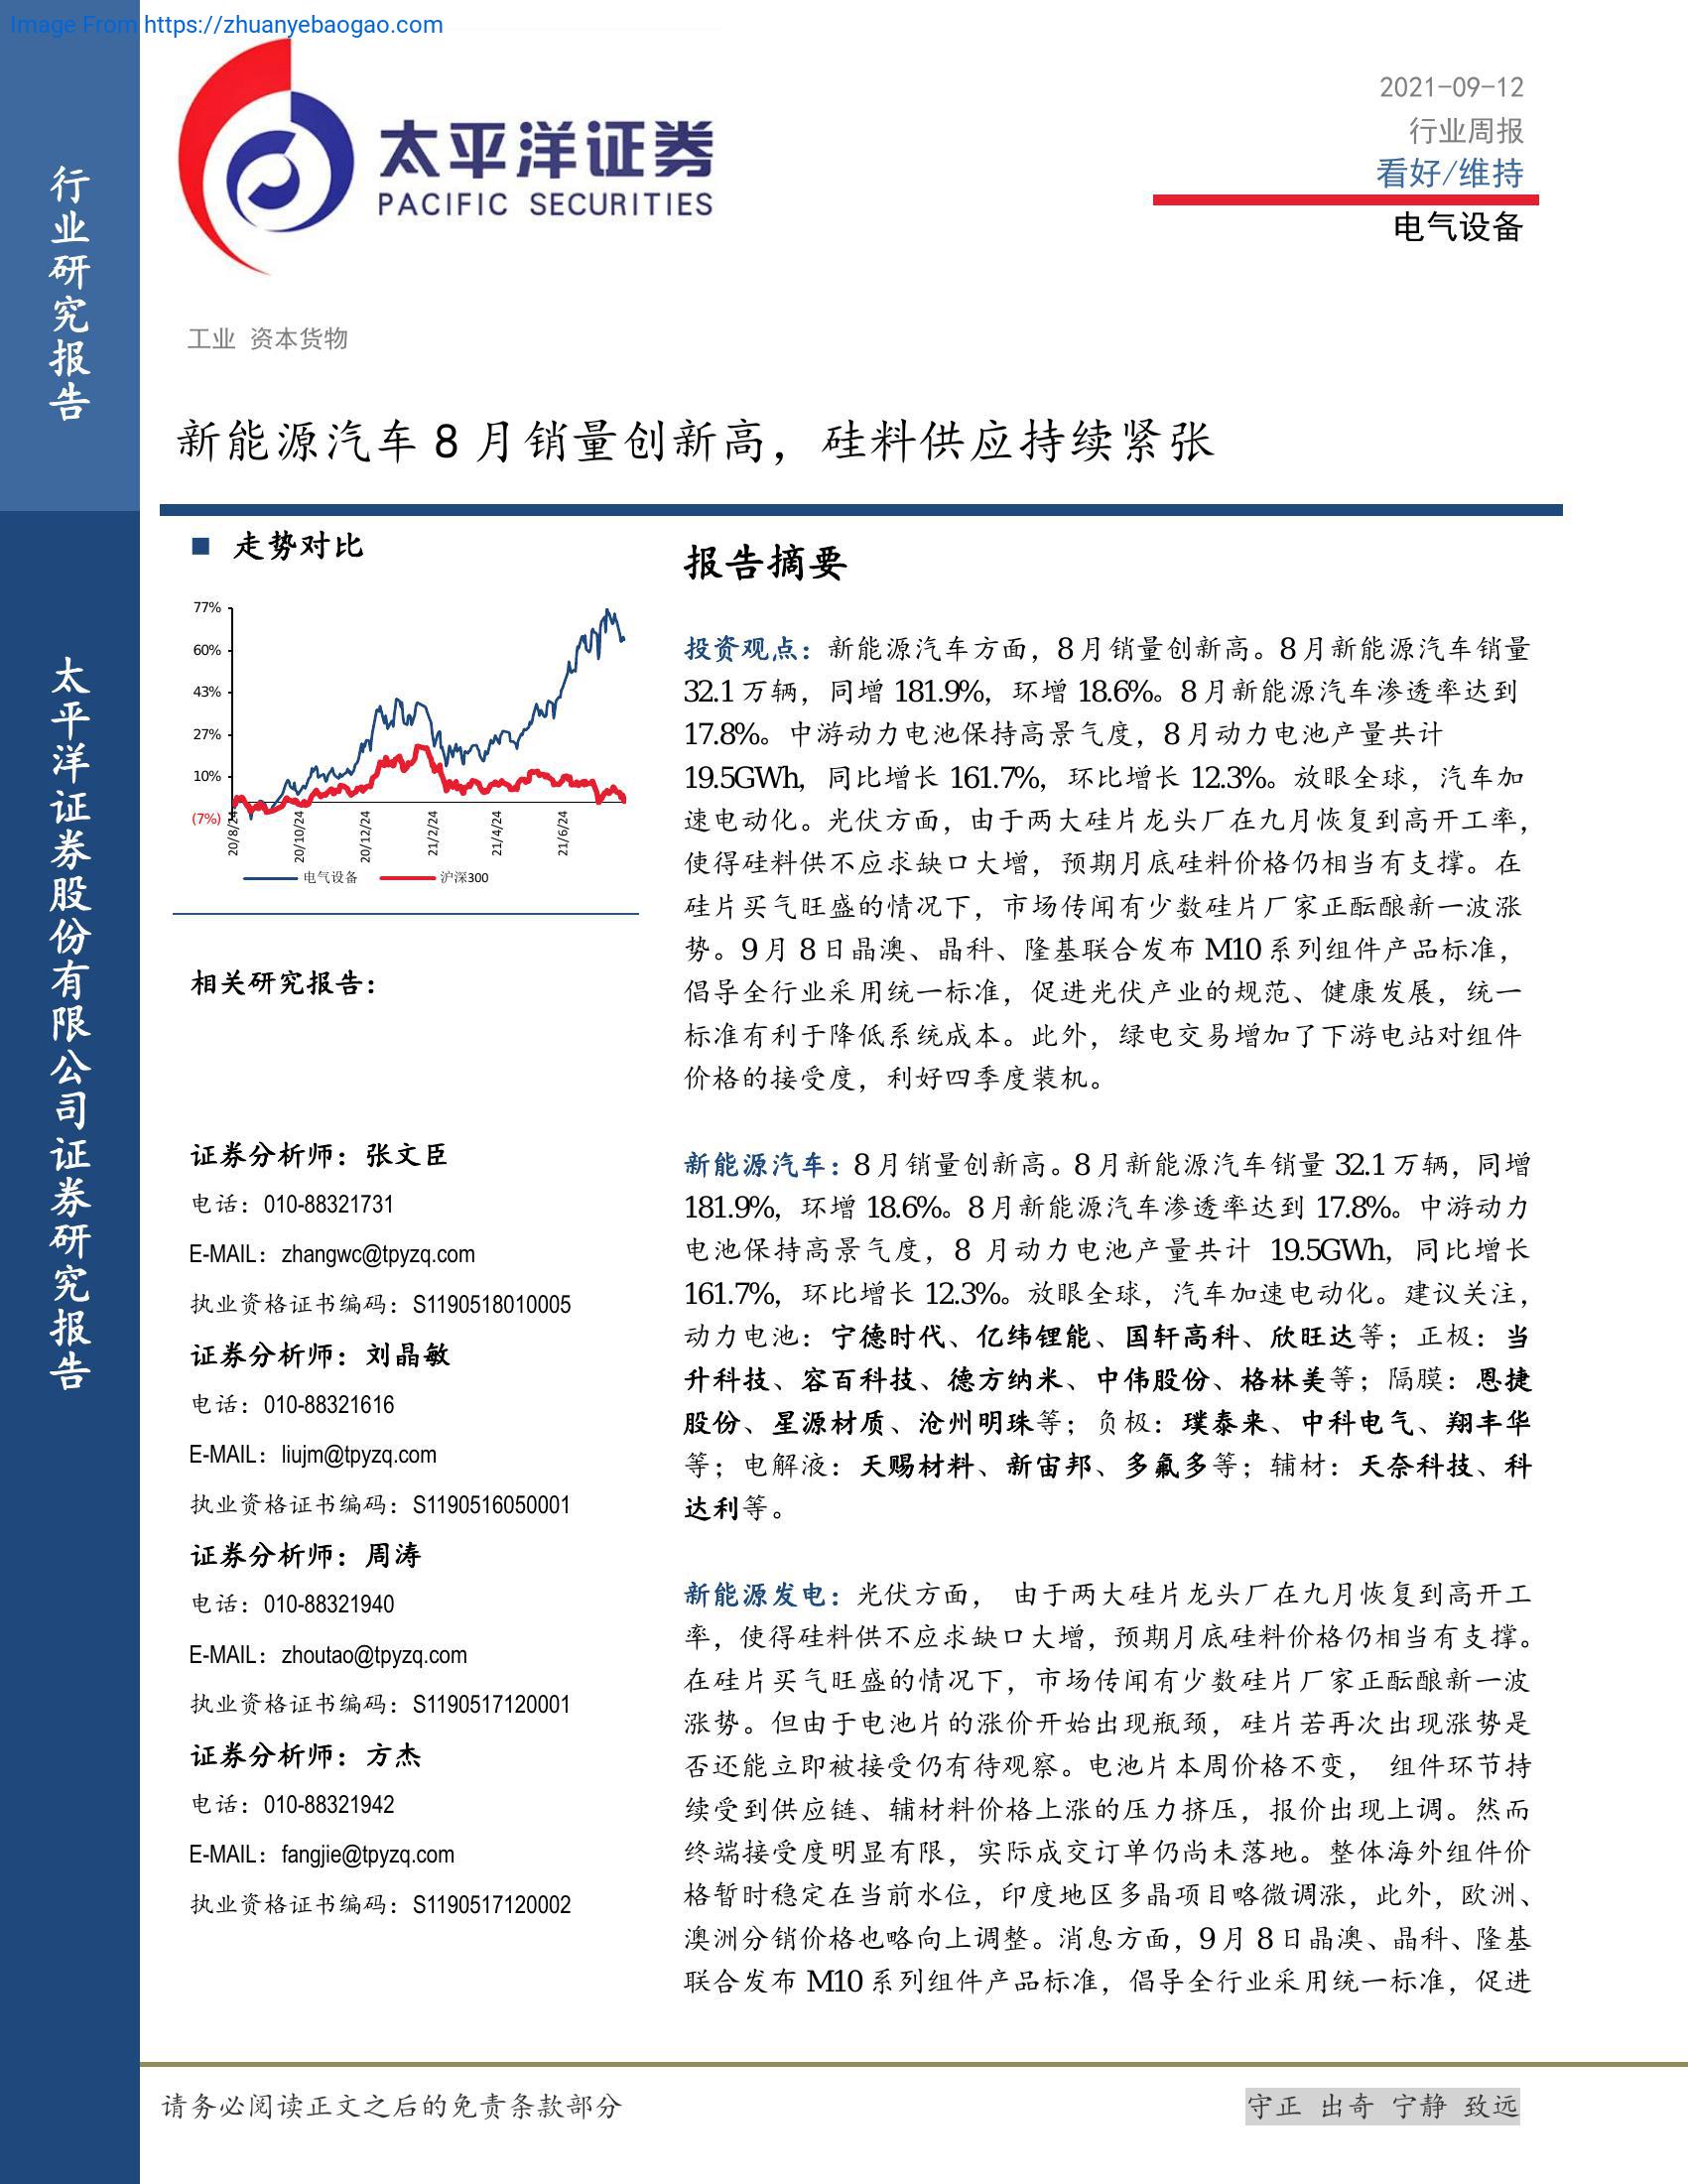 Image From https://zhuanyebaogao.com
行业研究报告
太平洋证券股份有限公司证券研究报告
太平洋证券
PACIFIC SECURITIES
2021-09-12
行业周报
看好/维持
电气设备
工业 资本货物
新能源汽车 8 月销量创新高，硅料供应持续紧张
■ 走势对比
77%
60%
43%
27%
10%
(7%)
20/8/24
20/10/24
20/12/24
21/2/24
21/4/24
21/6/24
电气设备 沪深300
相关研究报告：
证券分析师：张文臣
电话：010-88321731
E-MAIL：zhangwc@tpyzq.com
执业资格证书编码：S1190518010005
证券分析师：刘晶敏
电话：010-88321616
E-MAIL：liujm@tpyzq.com
执业资格证书编码：S1190516050001
证券分析师：周涛
电话：010-88321940
E-MAIL：zhoutao@tpyzq.com
执业资格证书编码：S1190517120001
证券分析师：方杰
电话：010-88321942
E-MAIL：fangjie@tpyzq.com
执业资格证书编码：S1190517120002
报告摘要
投资观点：新能源汽车方面，8 月销量创新高。8 月新能源汽车销量
32.1 万辆，同增 181.9%，环增 18.6%。8 月新能源汽车渗透率达到
17.8%。中游动力电池保持高景气度，8 月动力电池产量共计
19.5GWh，同比增长 161.7%，环比增长 12.3%。放眼全球，汽车加
速电动化。光伏方面，由于两大硅片龙头厂在九月恢复到高开工率，
使得硅料供不应求缺口大增，预期月底硅料价格仍相当有支撑。在
硅片买气旺盛的情况下，市场传闻有少数硅片厂家正酝酿新一波涨
势。9 月 8 日晶澳、晶科、隆基联合发布 M10 系列组件产品标准，
倡导全行业采用统一标准，促进光伏产业的规范、健康发展，统一
标准有利于降低系统成本。此外，绿电交易增加了下游电站对组件
价格的接受度，利好四季度装机。
新能源汽车：8 月销量创新高。8 月新能源汽车销量 32.1 万辆，同增
181.9%，环增 18.6%。8 月新能源汽车渗透率达到 17.8%。中游动力
电池保持高景气度，8 月动力电池产量共计 19.5GWh，同比增长
161.7%，环比增长 12.3%。放眼全球，汽车加速电动化。建议关注，
动力电池：宁德时代、亿纬锂能、国轩高科、欣旺达等；正极：当
升科技、容百科技、德方纳米、中伟股份、格林美等；隔膜：恩捷
股份、星源材质、沧州明珠等；负极：璞泰来、中科电气、翔丰华
等；电解液：天赐材料、新宙邦、多氟多等；辅材：天奈科技、科
达利等。
新能源发电：光伏方面， 由于两大硅片龙头厂在九月恢复到高开工
率，使得硅料供不应求缺口大增，预期月底硅料价格仍相当有支撑。
在硅片买气旺盛的情况下，市场传闻有少数硅片厂家正酝酿新一波
涨势。但由于电池片的涨价开始出现瓶颈，硅片若再次出现涨势是
否还能立即被接受仍有待观察。电池片本周价格不变， 组件环节持
续受到供应链、辅材料价格上涨的压力挤压，报价出现上调。然而
终端接受度明显有限，实际成交订单仍尚未落地。整体海外组件价
格暂时稳定在当前水位，印度地区多晶项目略微调涨，此外，欧洲、
澳洲分销价格也略向上调整。消息方面，9 月 8 日晶澳、晶科、隆基
联合发布 M10 系列组件产品标准，倡导全行业采用统一标准，促进
请务必阅读正文之后的免责条款部分
守正 出奇 宁静 致远